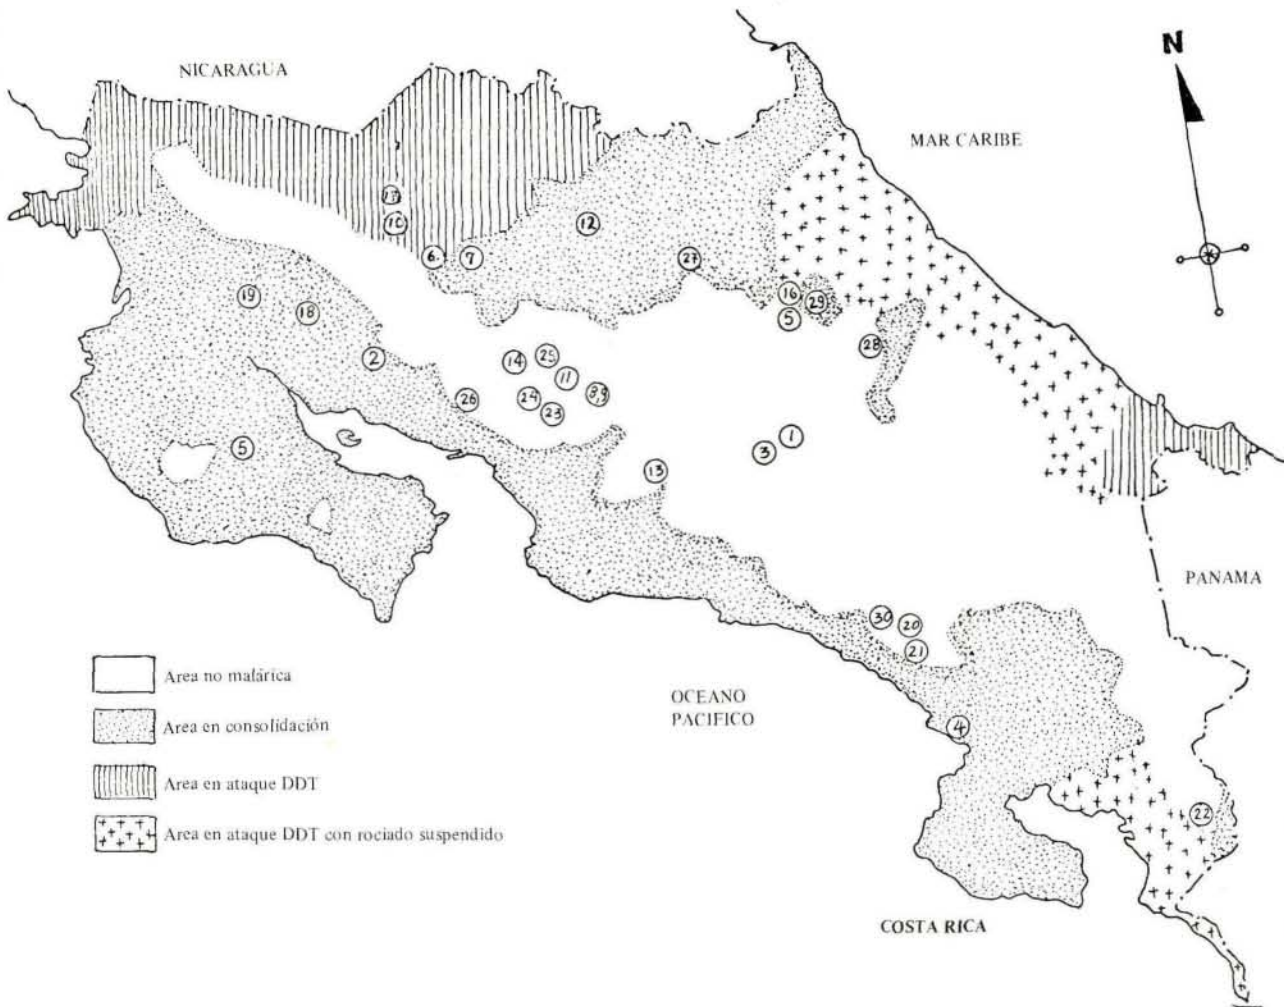 N
NICARAGUA
MAR CARIBE
10
6
7
12
27
19
18
16
29
5
2
14
25
11
28
26
24
23
3,9
1
5
3
13
PANAMA
30
20
21
Area no malárica
OCEANO
PACIFICO
Area en consolidación
4
Area en ataque DDT
22
Area en ataque DDT con rociado suspendido
COSTA RICA